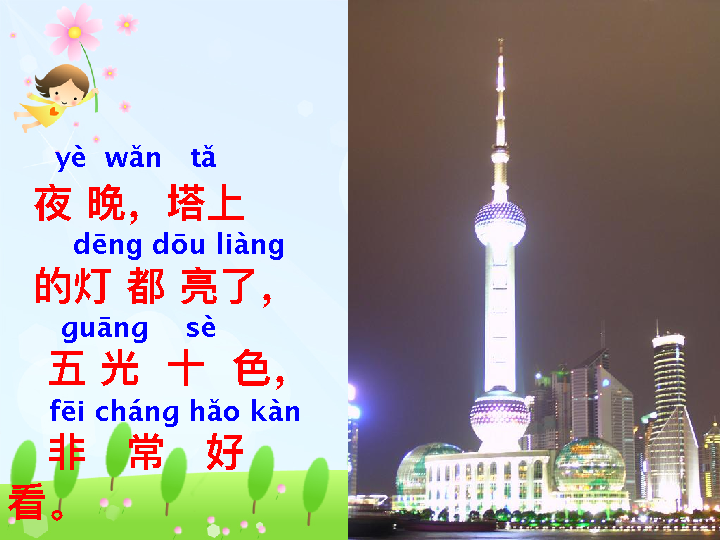 yè wǎn tǎ
夜 晚，塔上
dēng dōu liàng
的灯 都 亮了，
guāng sè
五 光 十 色，
fēi cháng hǎo kàn
非 常 好
看。